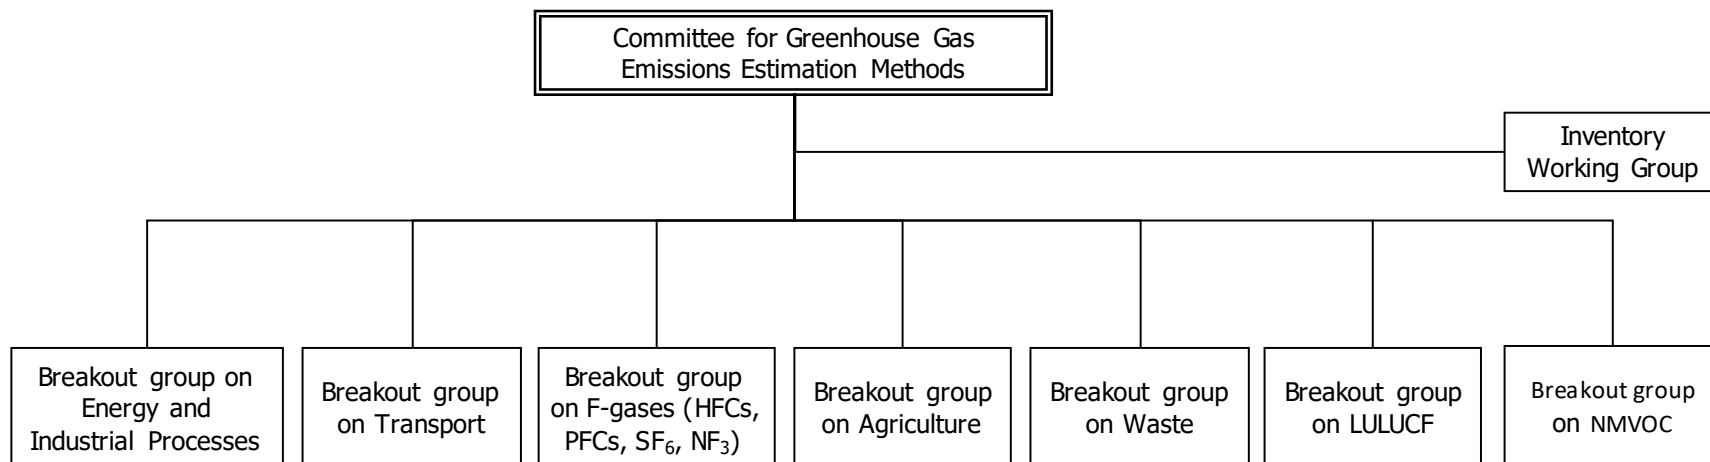 Committee for Greenhouse Gas
Emissions Estimation Methods
Inventory
Working Group
Breakout group on
Energy and
Industrial Processes
Breakout group
on Transport
Breakout group
on F-gases (HFCs,
PFCs, SF₆, NF₃)
Breakout group
on Agriculture
Breakout group
on Waste
Breakout group
on LULUCF
Breakout group
on NMVOC